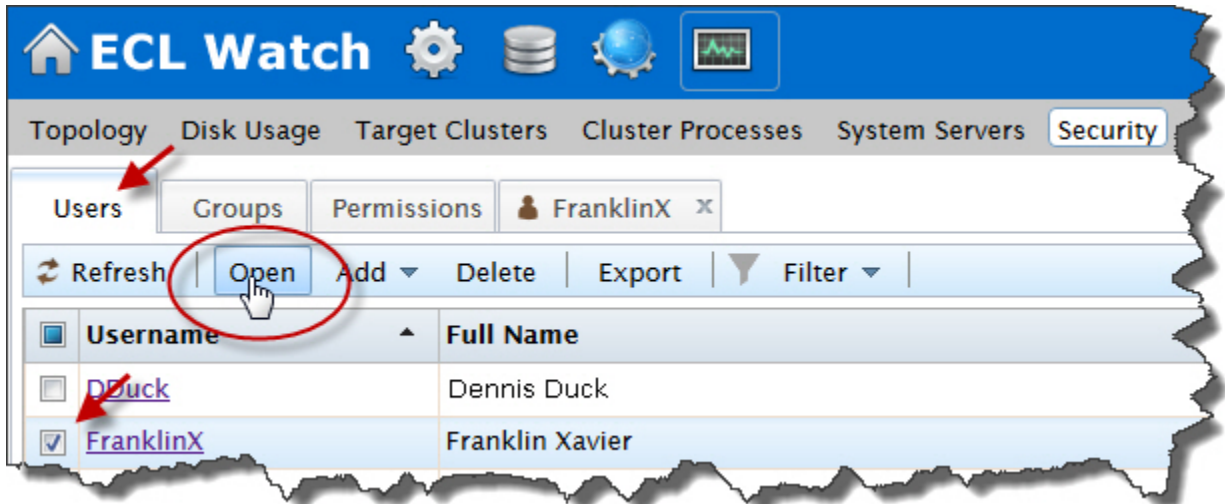 ECL Watch
Topology Disk Usage Target Clusters Cluster Processes System Servers Security
Users Groups Permissions FranklinX x
Refresh Open Add Delete Export Filter
Username Full Name
DDuck Dennis Duck
FranklinX Franklin Xavier